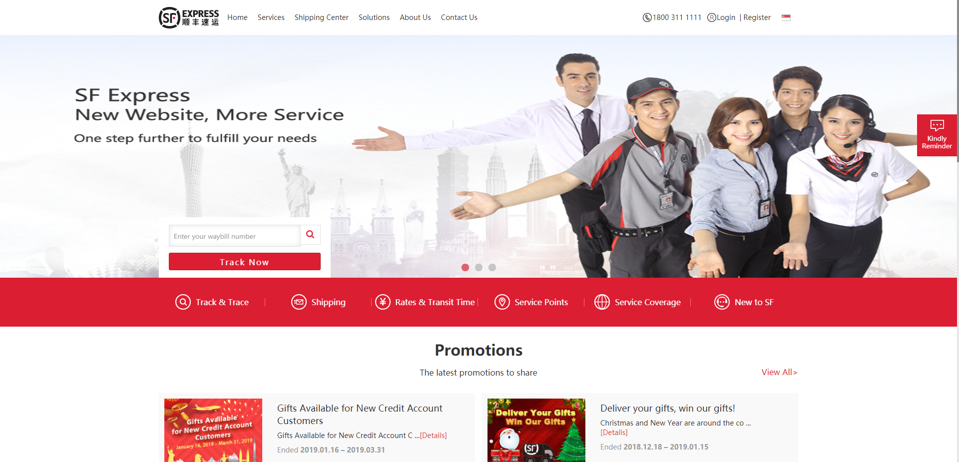 SF EXPRESS
顺丰速运
Home Services Shipping Center Solutions About Us Contact Us
1800 311 1111 Login | Register
SF Express
New Website, More Service
One step further to fulfill your needs
Kindly
Reminder
Enter your waybill number
Track Now
Track & Trace Shipping Rates & Transit Time Service Points Service Coverage New to SF
Promotions
The latest promotions to share
View All>
Gifts Available
for New Credit Account
Customers
January 16, 2019 - March 31, 2019
Gifts Available for New Credit Account
Customers
Gifts Available for New Credit Account C ...[Details]
Ended 2019.01.16 – 2019.03.31
Deliver Your Gifts
Win Our Gifts
SF
Deliver your gifts, win our gifts!
Christmas and New Year are around the co ...
[Details]
Ended 2018.12.18 – 2019.01.15